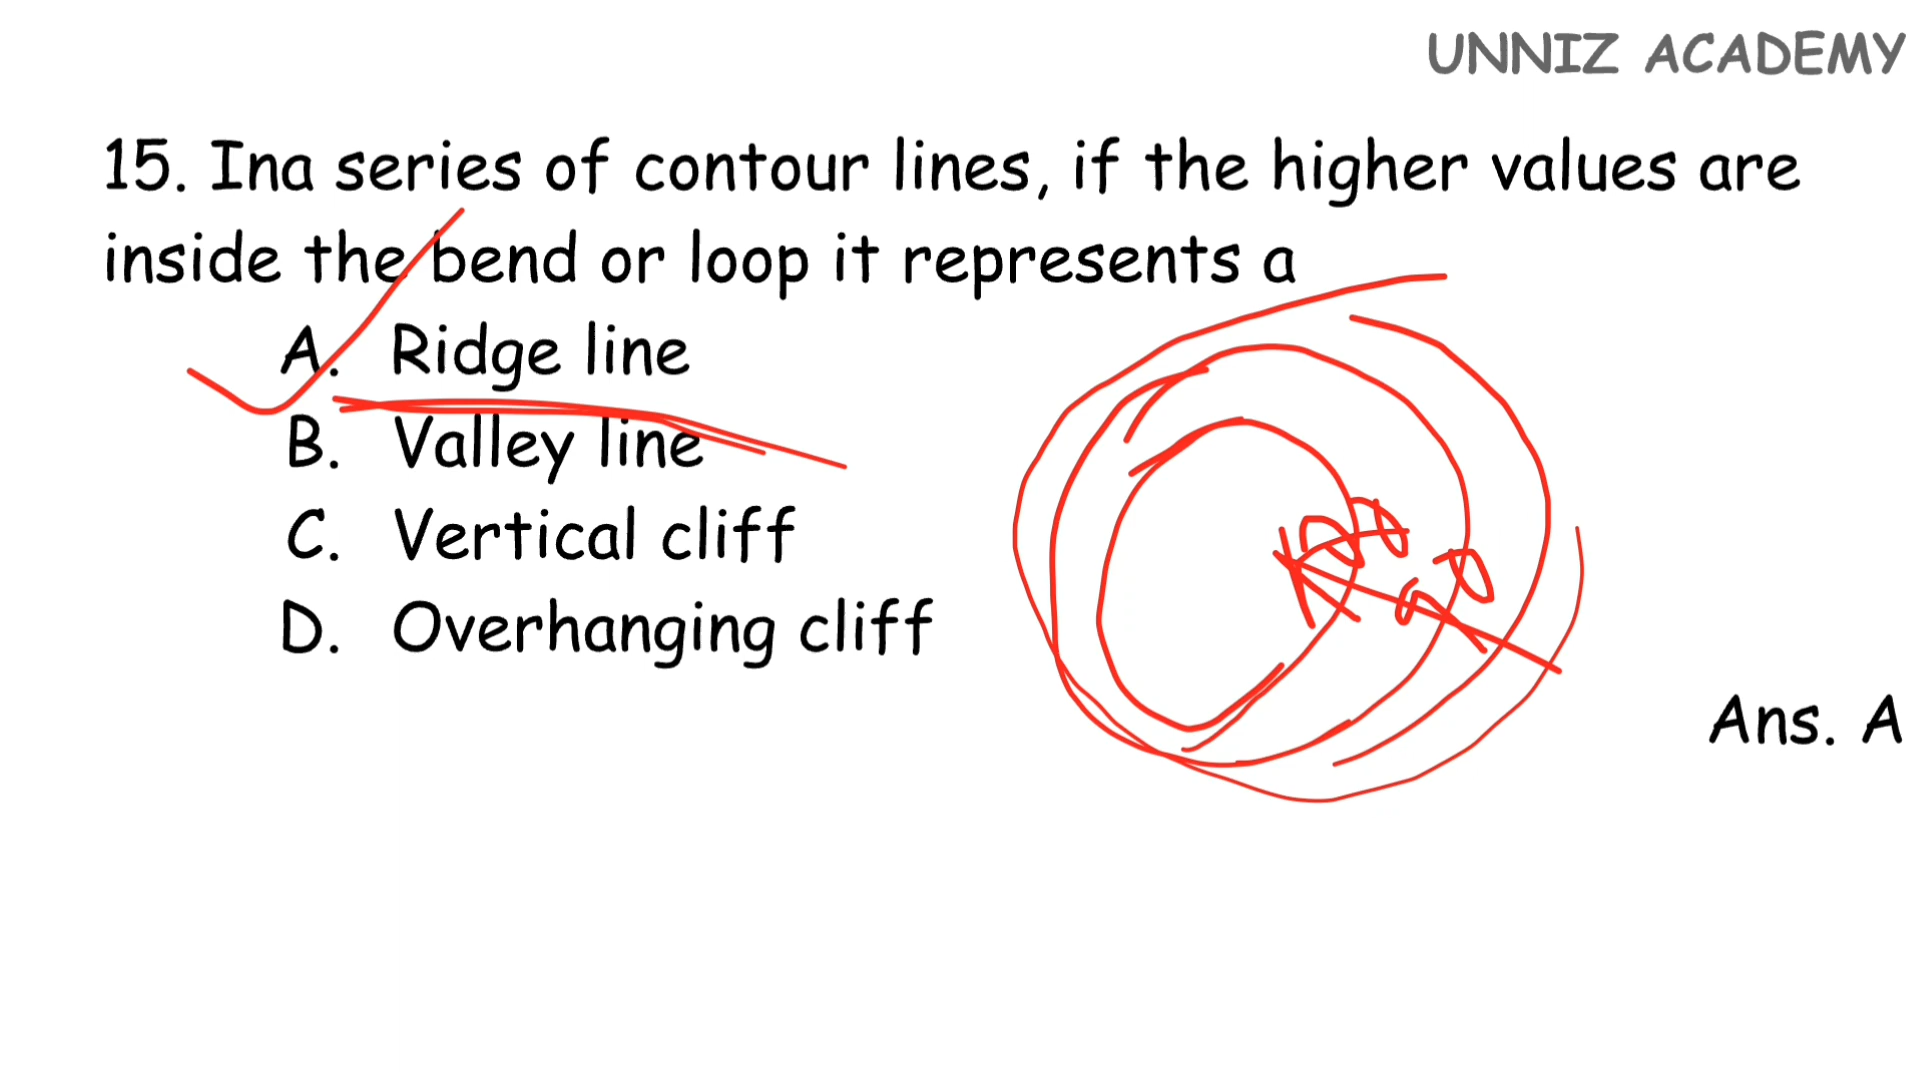 UNNIZ ACADEMY
15. Ina series of contour lines, if the higher values are
inside the bend or loop it represents a
A. Ridge line
B. Valley line
C. Vertical cliff
D. Overhanging cliff
Ans. A